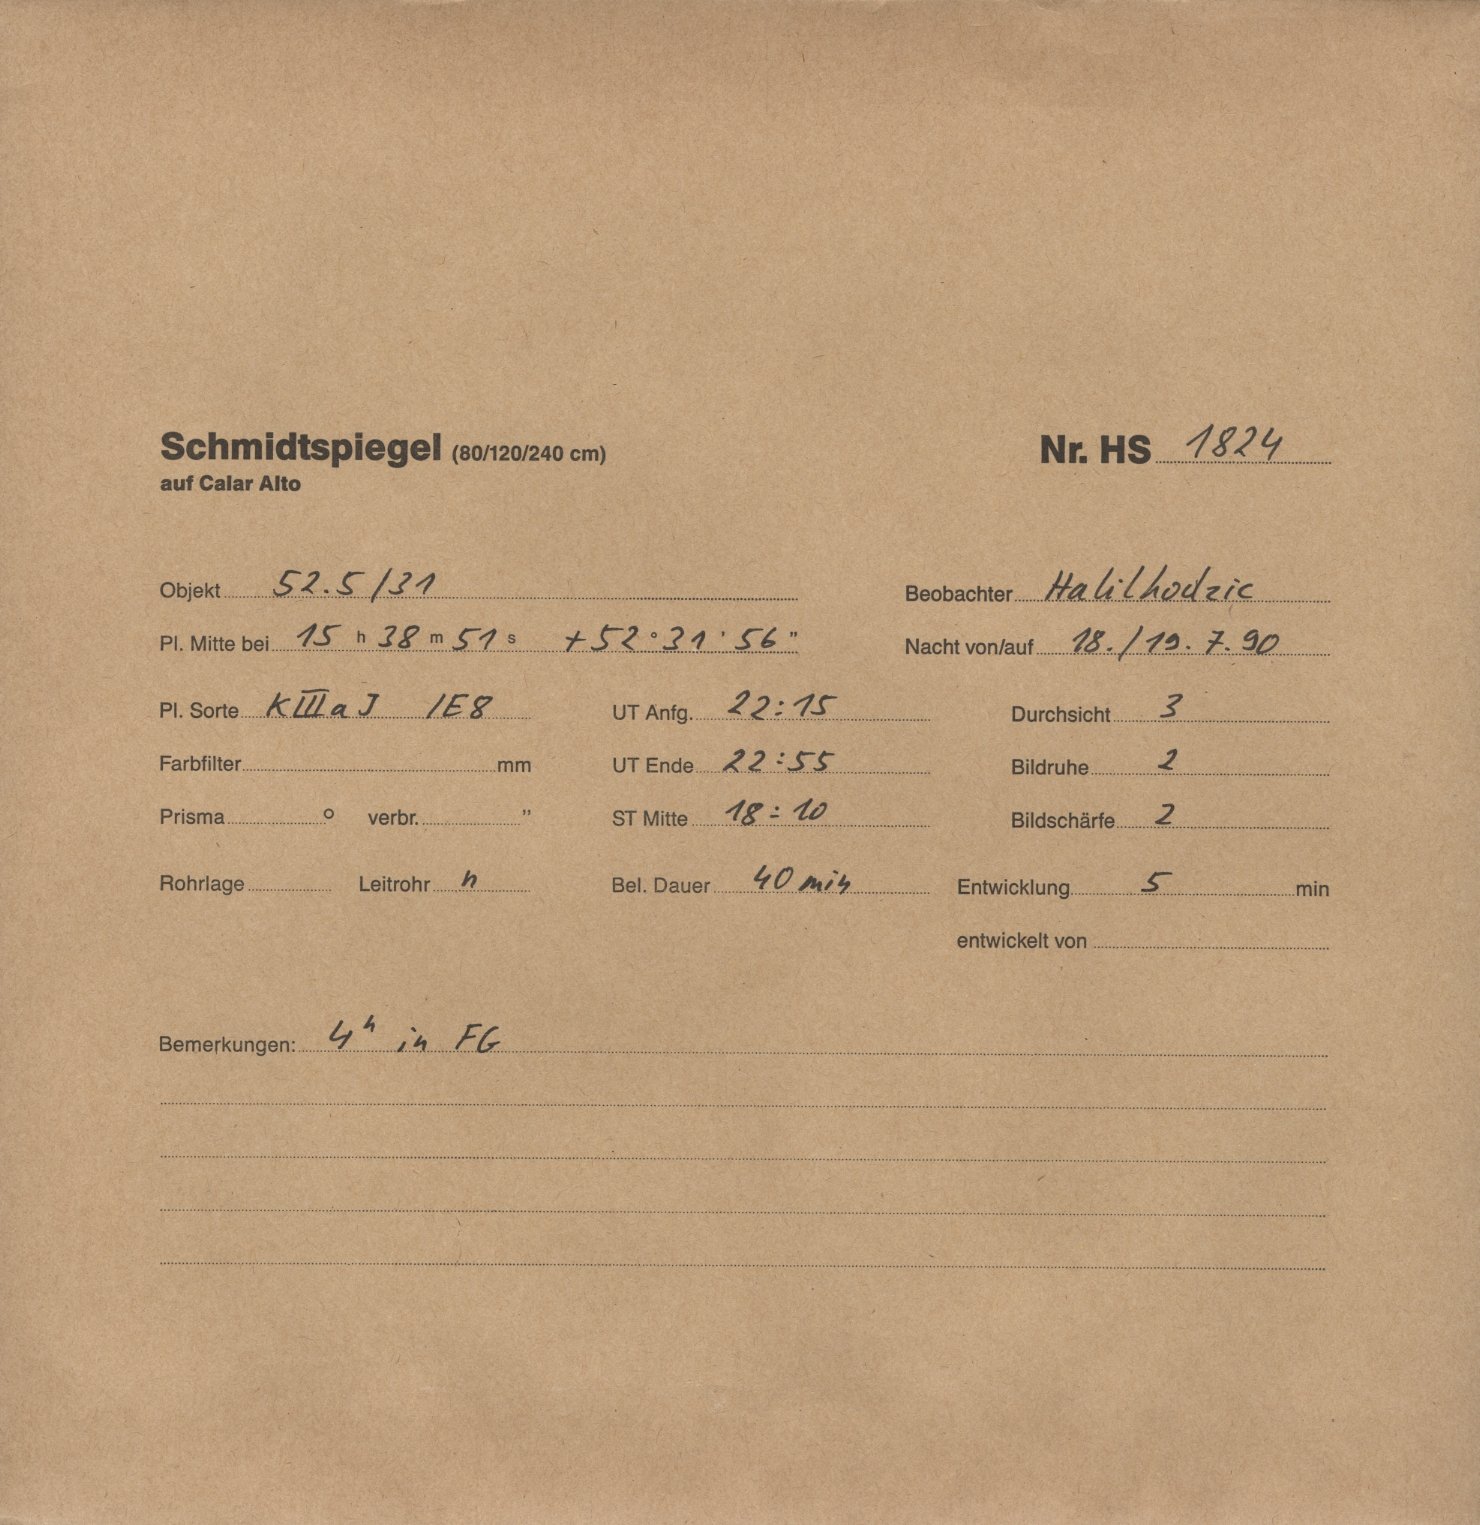 Schmidtspiegel (80/120/240 cm) Nr. HS 1824
auf Calar Alto
Objekt 52.5/31 Beobachter Halilhodzic
Pl. Mitte bei 15 h 38 m 51 s +52° 31' 56" Nacht von/auf 18./19. 7. 90
Pl. Sorte KIIIaJ /E8 UT Anfg. 22:15 Durchsicht 3
Farbfilter mm UT Ende 22:55 Bildruhe 2
Prisma ° verbr. " ST Mitte 18:10 Bildschärfe 2
Rohrlage Leitrohr n Bel. Dauer 40 min Entwicklung 5 min
entwickelt von
Bemerkungen: 4h in FG